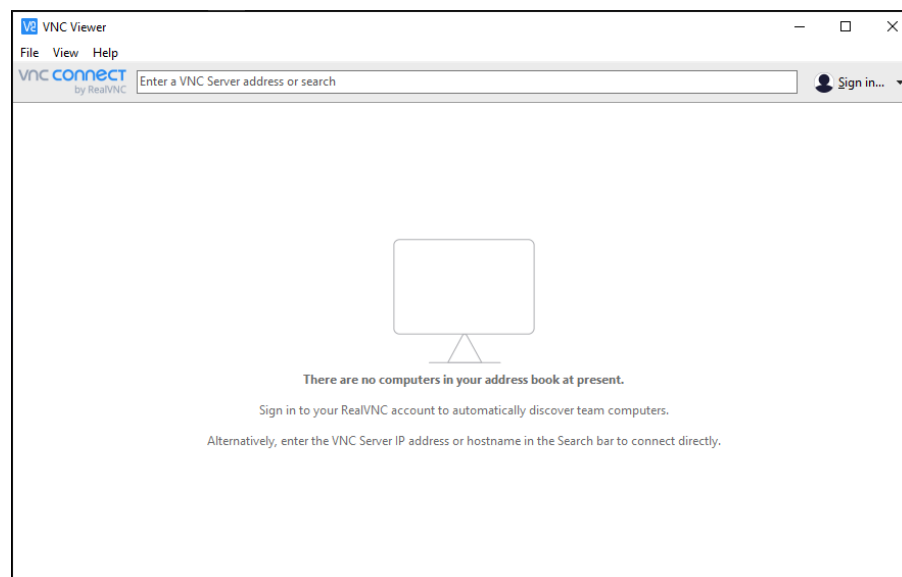 VNC Viewer
File View Help
vnc connect
by RealVNC
Enter a VNC Server address or search
Sign in...
There are no computers in your address book at present.
Sign in to your RealVNC account to automatically discover team computers.
Alternatively, enter the VNC Server IP address or hostname in the Search bar to connect directly.